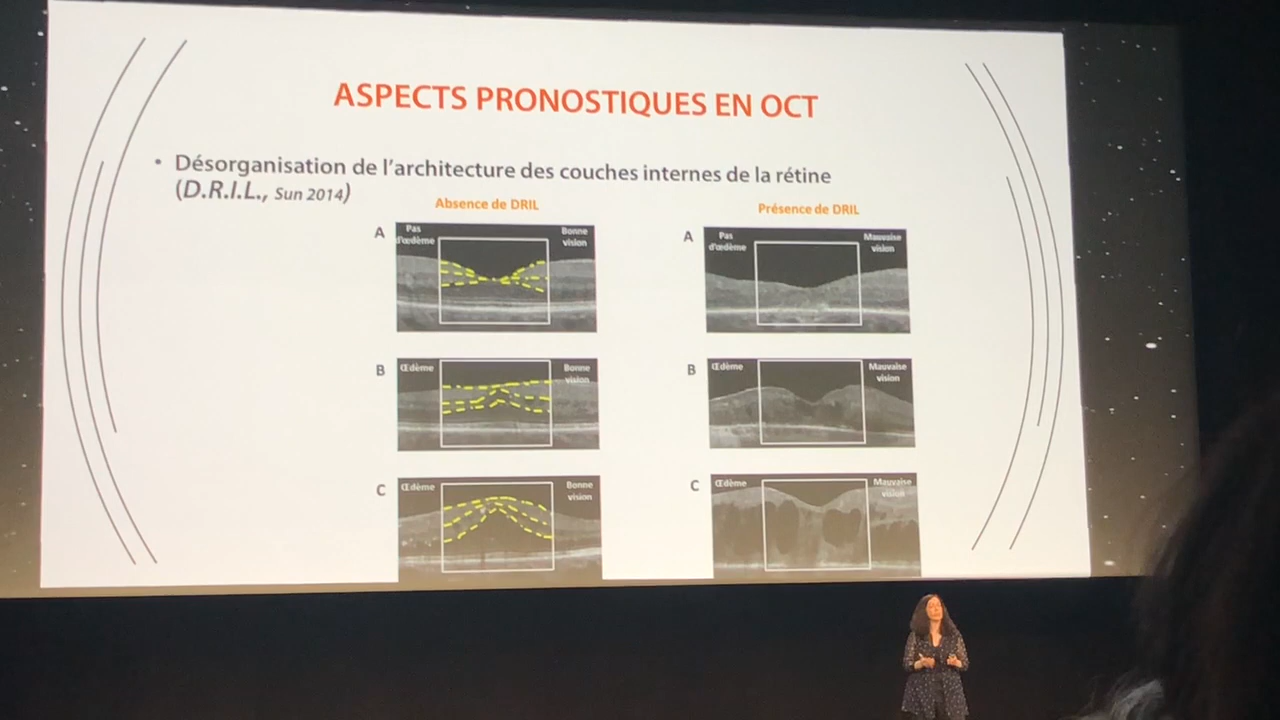 ASPECTS PRONOSTIQUES EN OCT
• Désorganisation de l'architecture des couches internes de la rétine
(D.R.I.L., Sun 2014)
Absence de DRIL
A
Pas
d'œdème
Bonne
vision
B
Œdème
Bonne
vision
C
Œdème
Bonne
vision
Présence de DRIL
A
Pas
d'œdème
Mauvaise
vision
B
Œdème
Mauvaise
vision
C
Œdème
Mauvaise
vision